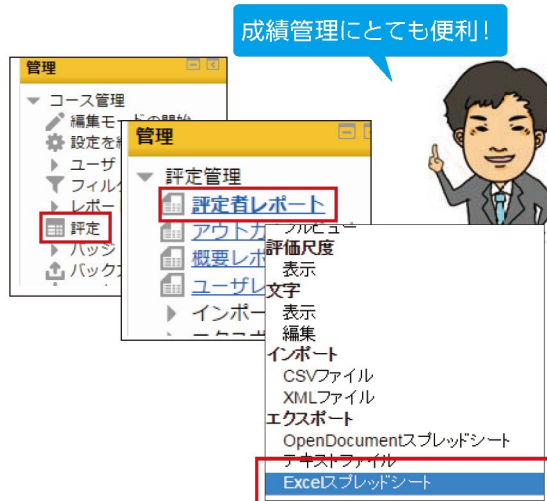 成績管理にとても便利!
管理
コース管理
編集モードの開始
設定を
ユーザ
フィル
レポー
評定
バッジ
バック
管理
評定管理
評定者レポート
アウトカ
概要レポ
ユーザレ
インポー
エクスポ
フルビュー
評価尺度
表示
文字
表示
編集
インポート
CSVファイル
XMLファイル
エクスポート
OpenDocumentスプレッドシート
テキストファイル
Excelスプレッドシート